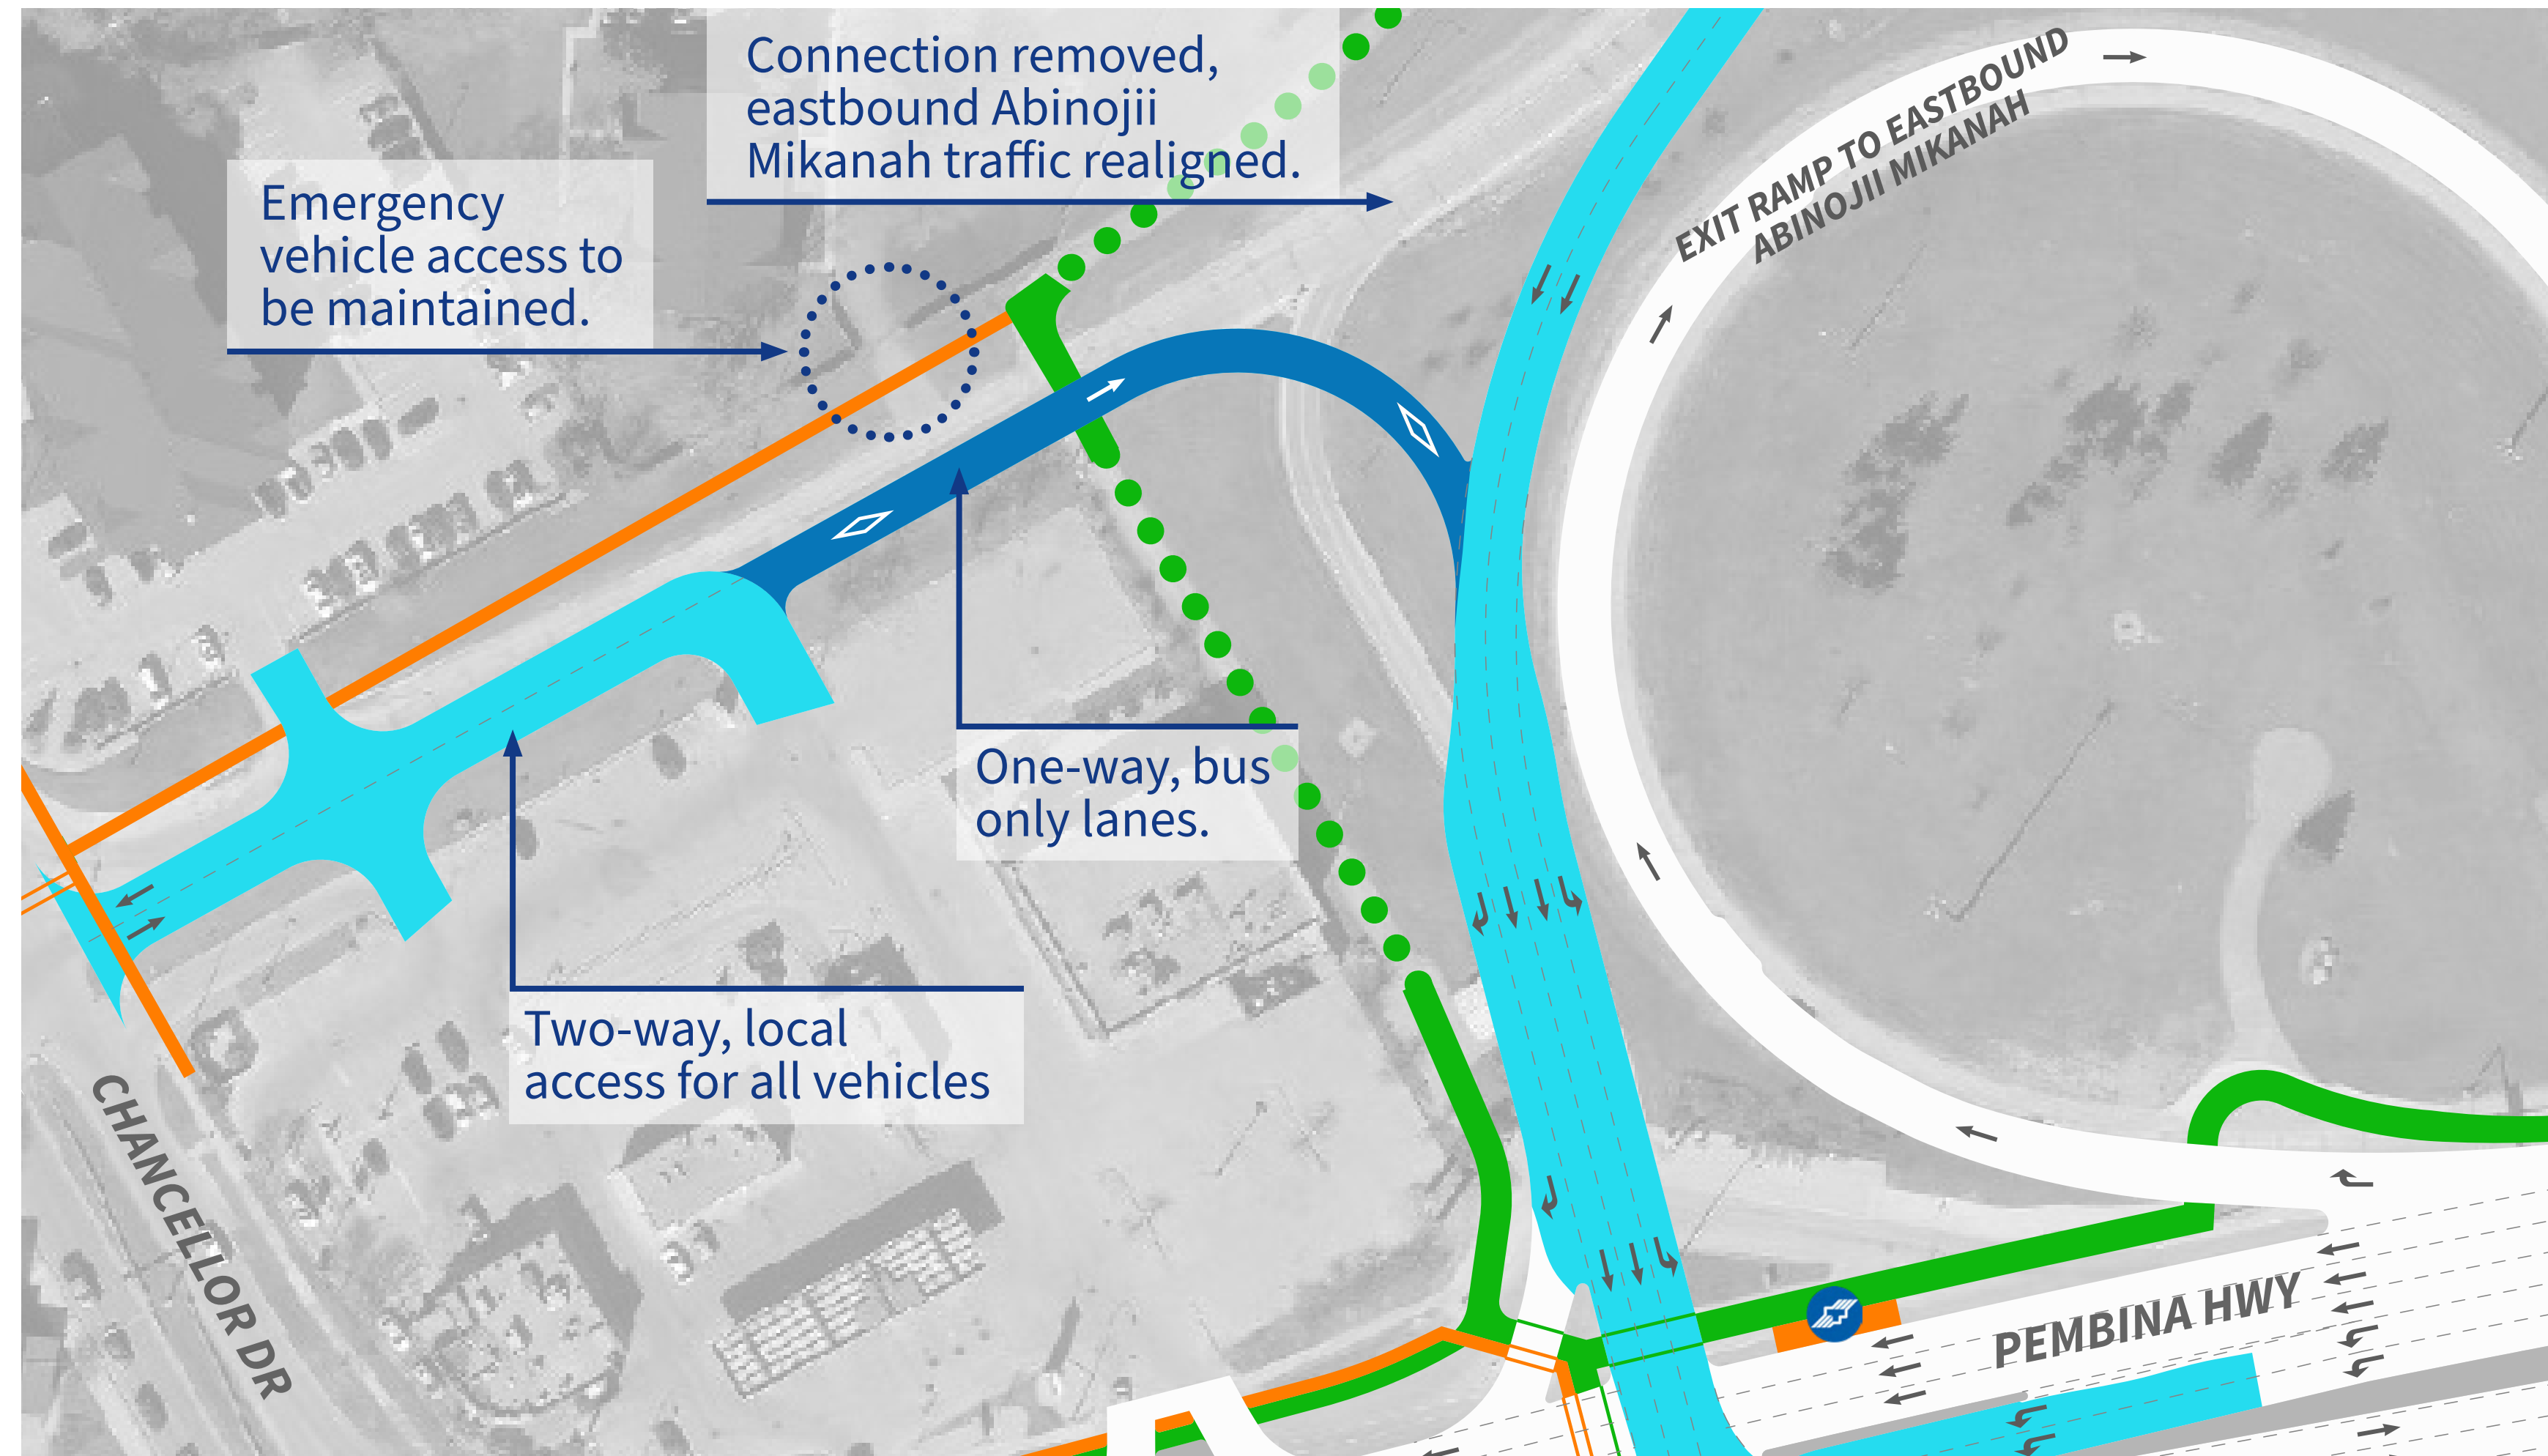 Connection removed,
eastbound Abinojii
Mikanah traffic realigned.
EXIT RAMP TO EASTBOUND
ABINOJII MIKANAH
Emergency
vehicle access to
be maintained.
One-way, bus
only lanes.
Two-way, local
access for all vehicles
CHANCELLOR DR
PEMBINA HWY